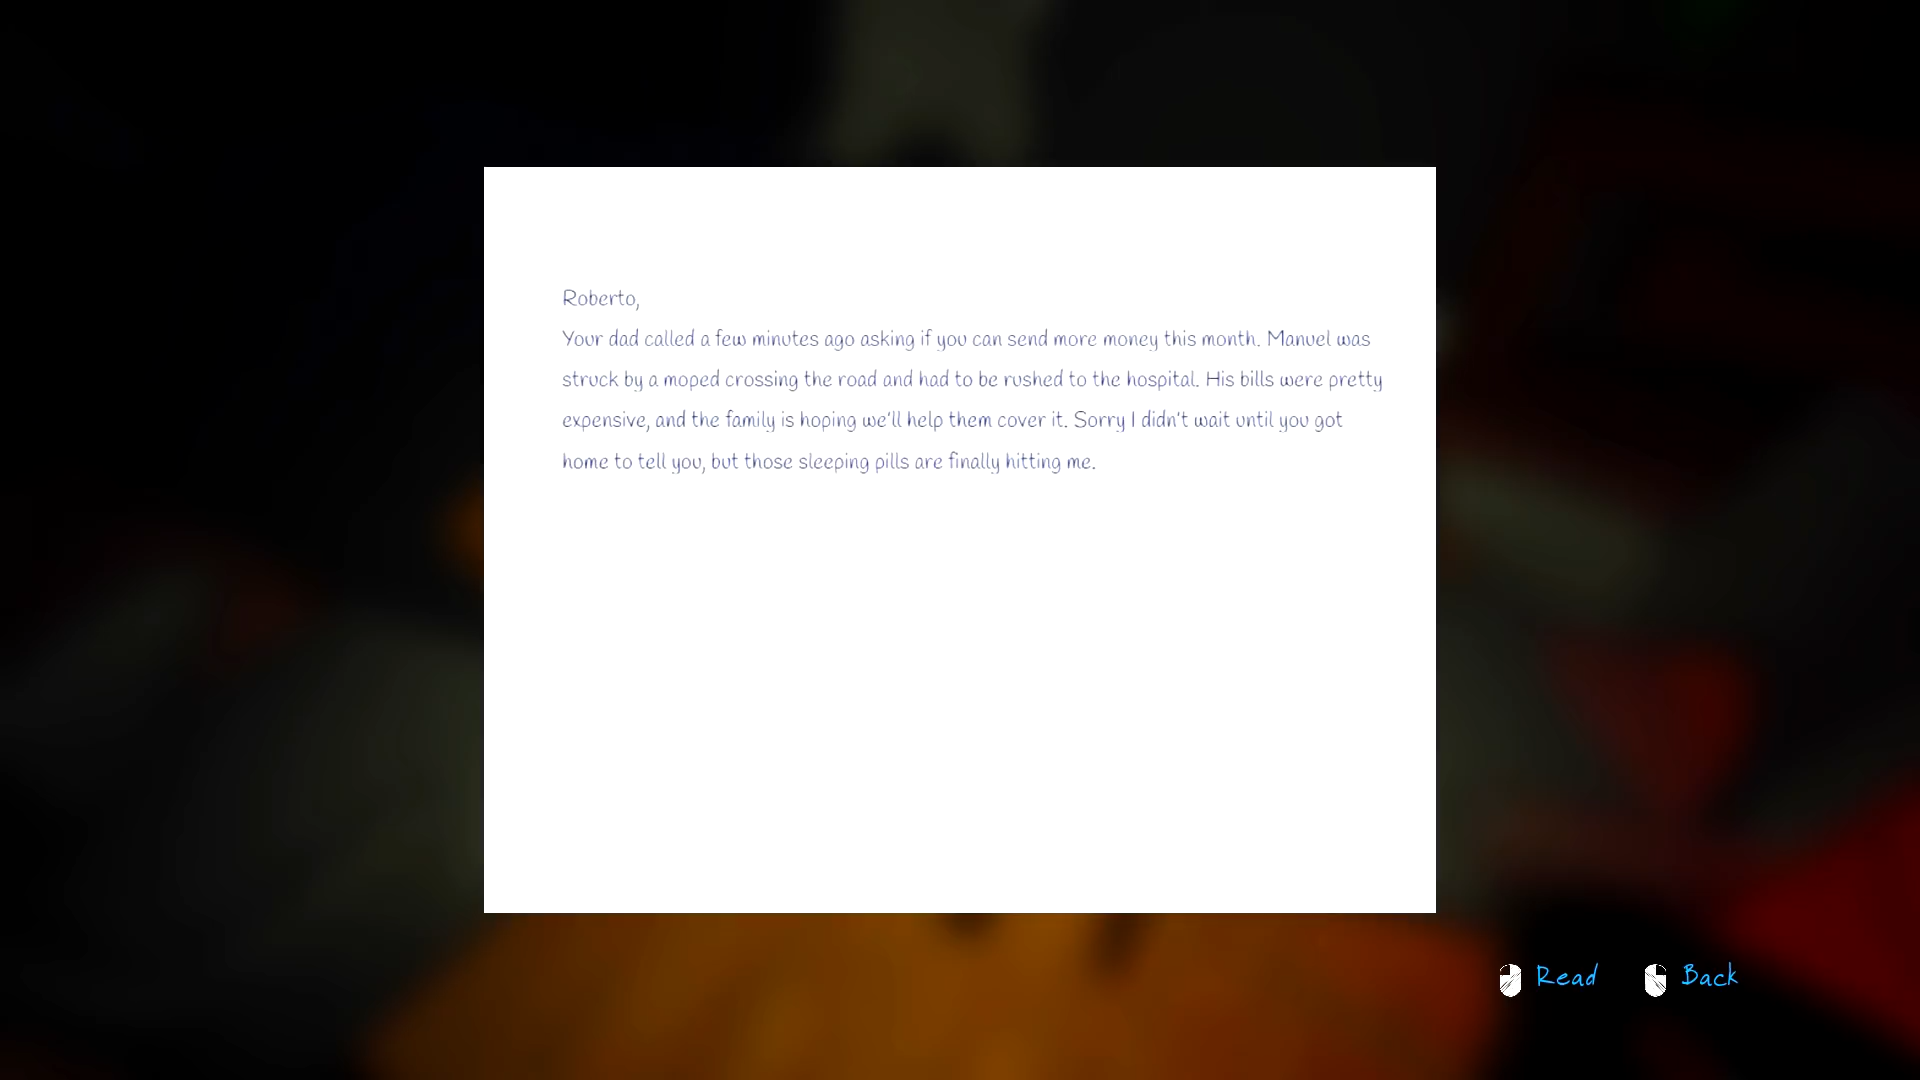 Roberto,
Your dad called a few minutes ago asking if you can send more money this month. Manuel was
struck by a moped crossing the road and had to be rushed to the hospital. His bills were pretty
expensive, and the family is hoping we'll help them cover it. Sorry I didn't wait until you got
home to tell you, but those sleeping pills are finally hitting me.
Read Back